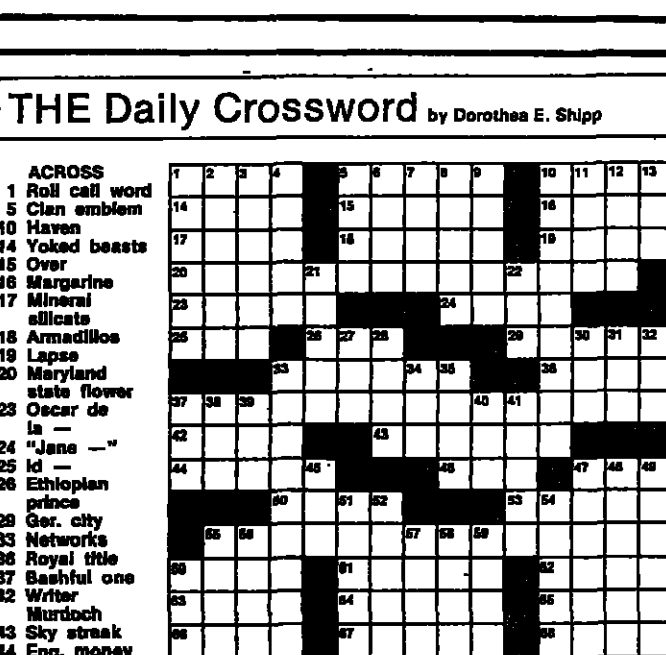 THE Daily Crossword by Dorothea E. Shipp
ACROSS
1 Roll call word
5 Clan emblem
10 Haven
14 Yoked beasts
15 Over
16 Margarine
17 Mineral
silicate
18 Armadillos
19 Lapse
20 Maryland
state flower
23 Oscar de
la —
24 "Jane —"
25 Id —
26 Ethiopian
prince
29 Ger. city
33 Networks
36 Royal title
37 Bashful one
42 Writer
Murdoch
43 Sky streak
44 Eng. money
1 2 3 4 5 6 7 8 9 10 11 12 13
14 15 16
17 18 19
20 21 22
23 24
25 26 27 28 29 30 31 32
33 34 35 36
37 38 39 40 41
42 43
44 45 46 47 48 49
50 51 52 53 54
55 56 57 58 59
60 61 62
63 64 65
66 67 68